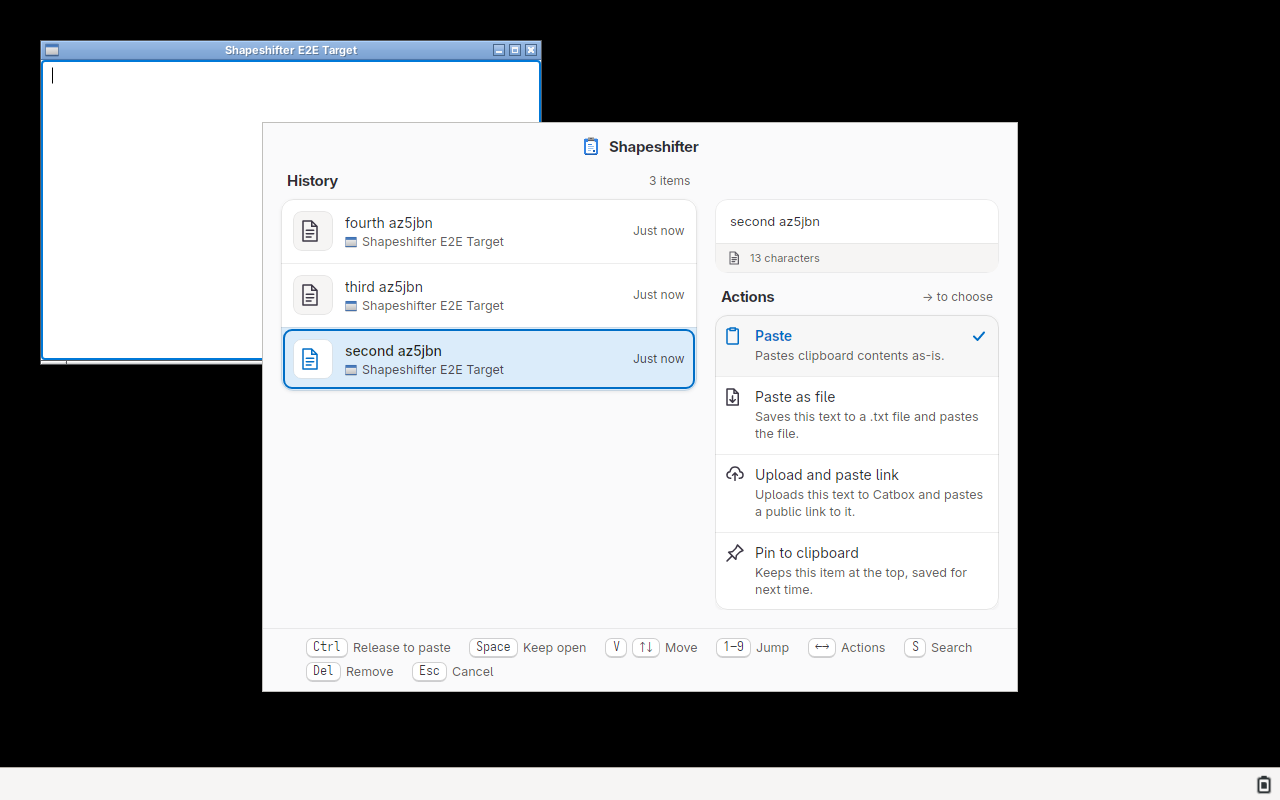 Shapeshifter E2E Target
Shapeshifter
History
3 items
fourth az5jbn
Shapeshifter E2E Target
Just now
third az5jbn
Shapeshifter E2E Target
Just now
second az5jbn
Shapeshifter E2E Target
Just now
second az5jbn
13 characters
Actions
→ to choose
Paste
Pastes clipboard contents as-is.
Paste as file
Saves this text to a .txt file and pastes
the file.
Upload and paste link
Uploads this text to Catbox and pastes
a public link to it.
Pin to clipboard
Keeps this item at the top, saved for
next time.
Ctrl Release to paste Space Keep open V ↑↓ Move 1–9 Jump ↔ Actions S Search
Del Remove Esc Cancel